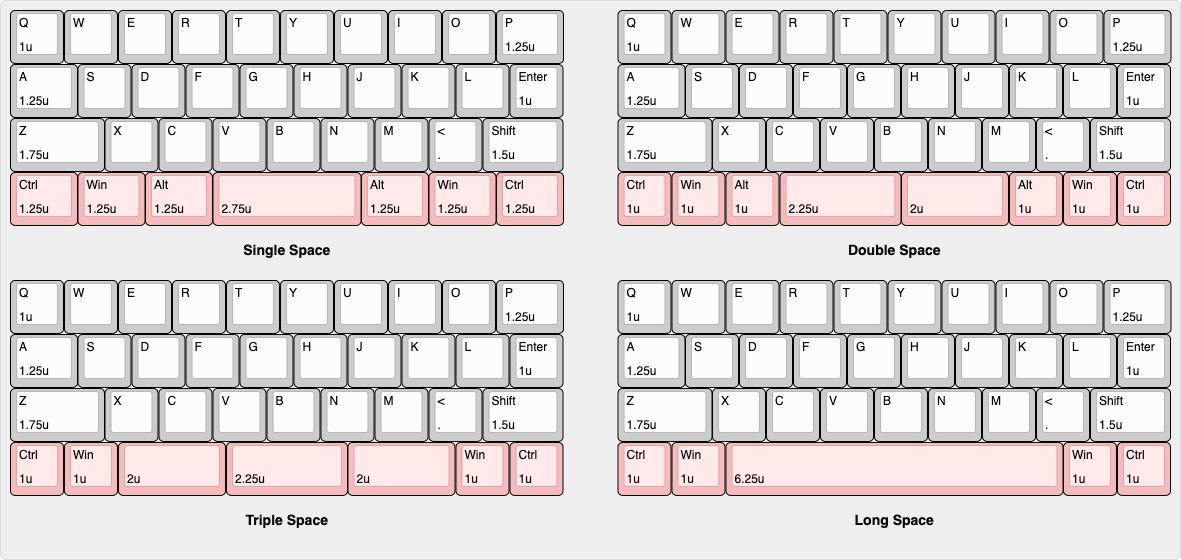 Q W E R T Y U I O P
1u 1.25u
A S D F G H J K L Enter
1.25u 1u
Z X C V B N M < Shift
1.75u . 1.5u
Ctrl Win Alt Alt Win Ctrl
1.25u 1.25u 1.25u 2.75u 1.25u 1.25u 1.25u
Single Space
Q W E R T Y U I O P
1u 1.25u
A S D F G H J K L Enter
1.25u 1u
Z X C V B N M < Shift
1.75u . 1.5u
Ctrl Win Alt Alt Win Ctrl
1u 1u 1u 2.25u 2u 1u 1u 1u
Double Space
Q W E R T Y U I O P
1u 1.25u
A S D F G H J K L Enter
1.25u 1u
Z X C V B N M < Shift
1.75u . 1.5u
Ctrl Win Win Ctrl
1u 1u 2u 2.25u 2u 1u 1u
Triple Space
Q W E R T Y U I O P
1u 1.25u
A S D F G H J K L Enter
1.25u 1u
Z X C V B N M < Shift
1.75u . 1.5u
Ctrl Win Win Ctrl
1u 1u 6.25u 1u 1u
Long Space